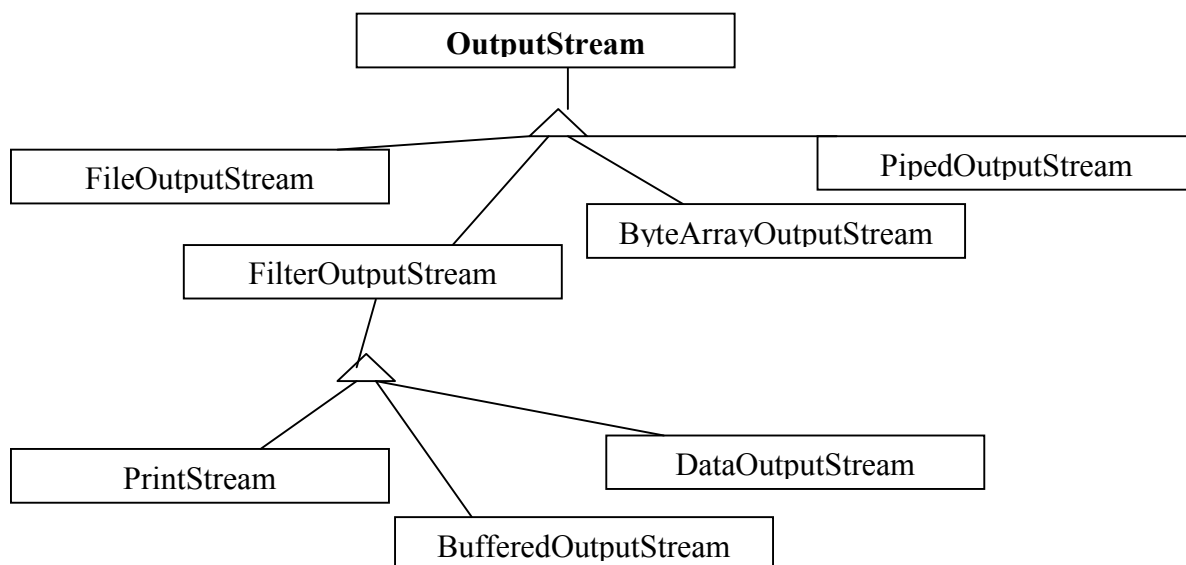 OutputStream
FileOutputStream
PipedOutputStream
ByteArrayOutputStream
FilterOutputStream
PrintStream
DataOutputStream
BufferedOutputStream